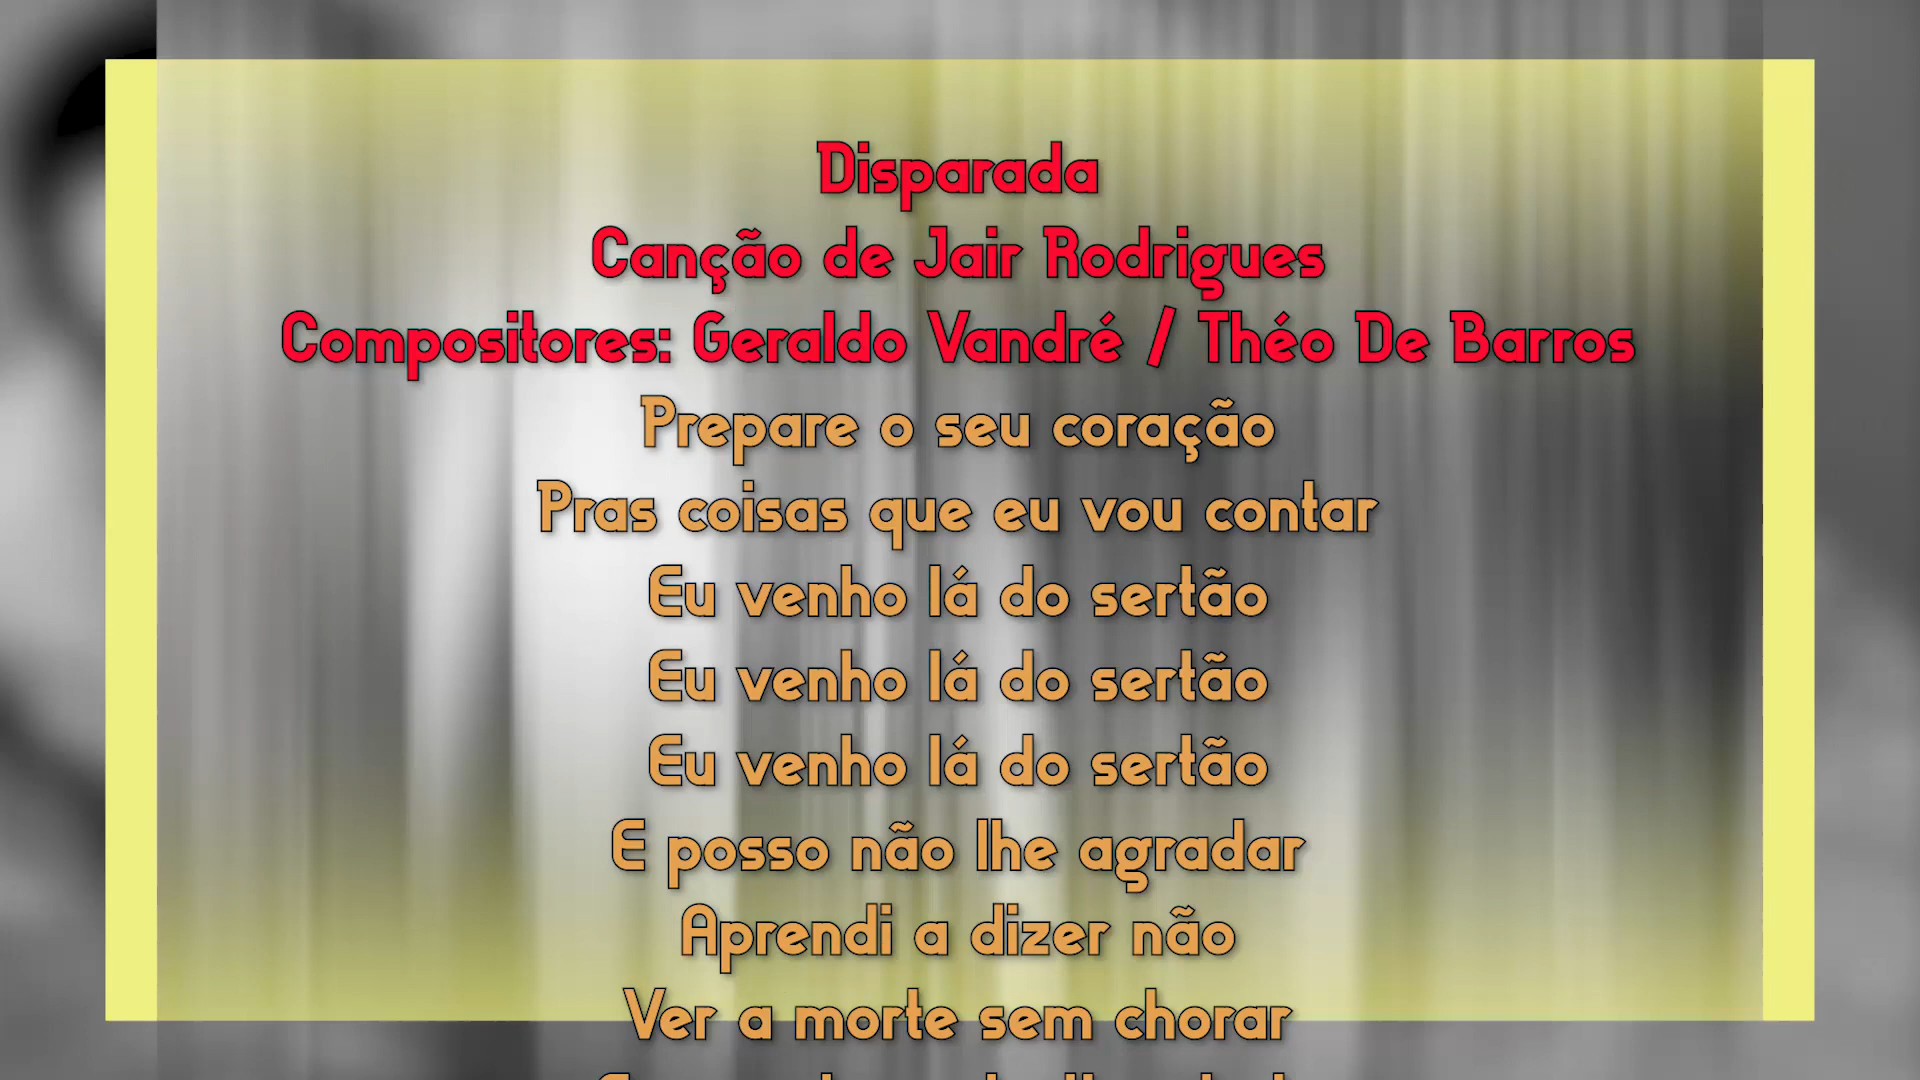 Disparada
Canção de Jair Rodrigues
Compositores: Geraldo Vandré / Théo De Barros
Prepare o seu coração
Pras coisas que eu vou contar
Eu venho lá do sertão
Eu venho lá do sertão
Eu venho lá do sertão
E posso não lhe agradar
Aprendi a dizer não
Ver a morte sem chorar